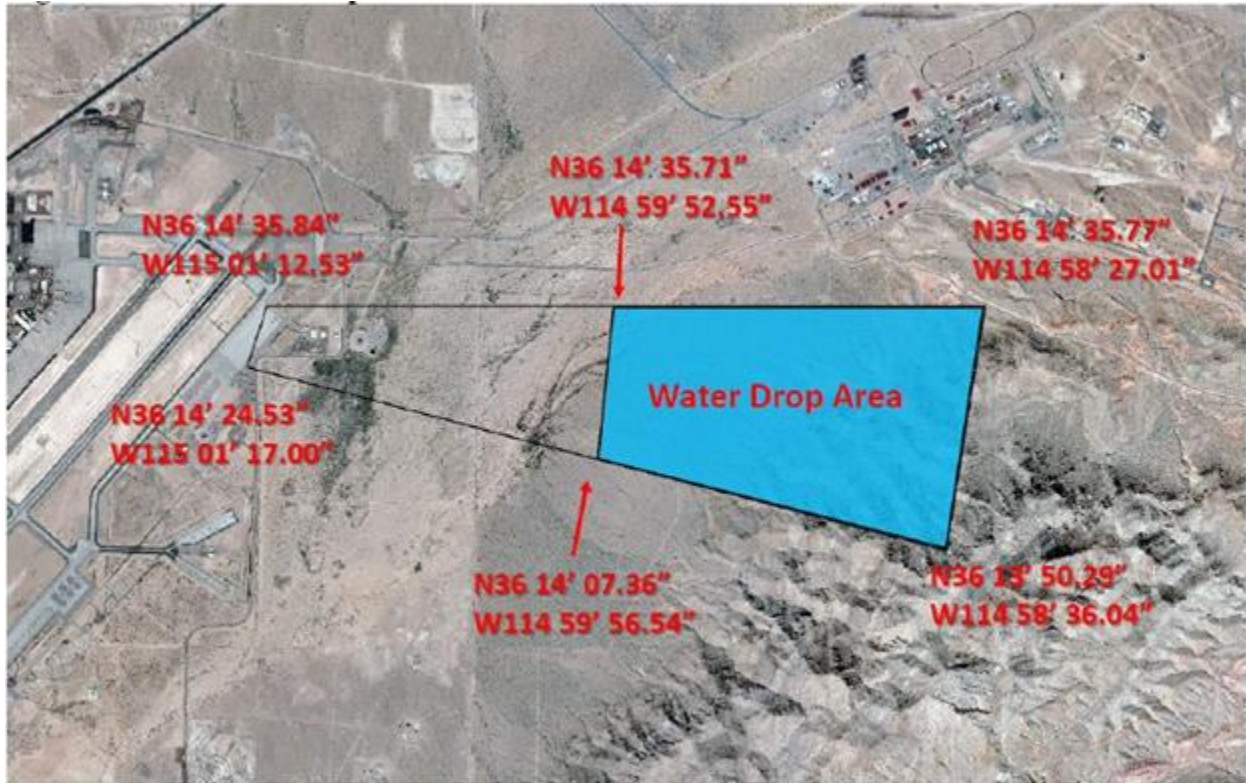 N36 14’ 35.71”
W114 59’ 52.55”
N36 14’ 35.84”
W115 01’ 12.53”
N36 14’ 35.77”
W114 58’ 27.01”
Water Drop Area
N36 14’ 24.53”
W115 01’ 17.00”
N36 14’ 07.36”
W114 59’ 56.54”
N36 13’ 50.29”
W114 58’ 36.04”